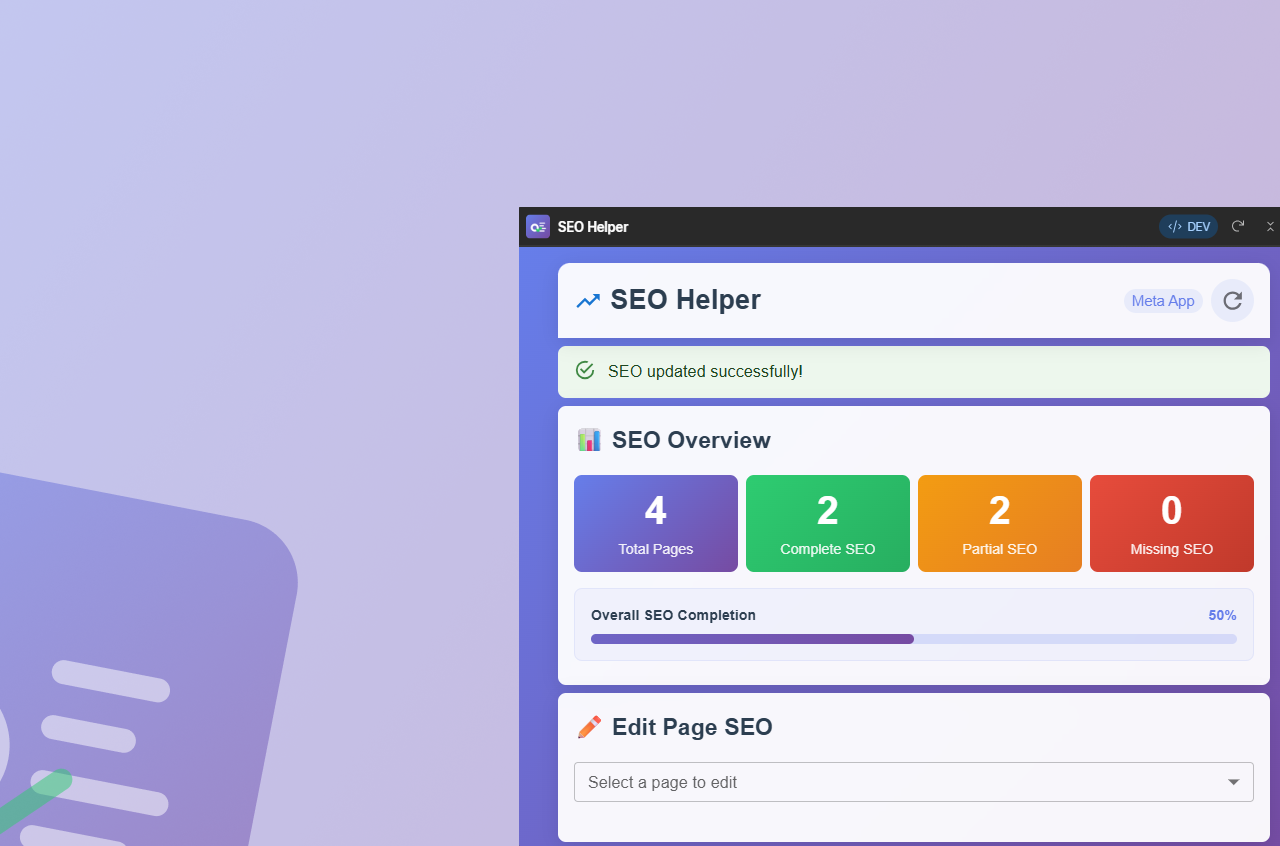 SEO Helper
</> DEV
SEO Helper
Meta App
SEO updated successfully!
SEO Overview
4
Total Pages
2
Complete SEO
2
Partial SEO
0
Missing SEO
Overall SEO Completion
50%
Edit Page SEO
Select a page to edit